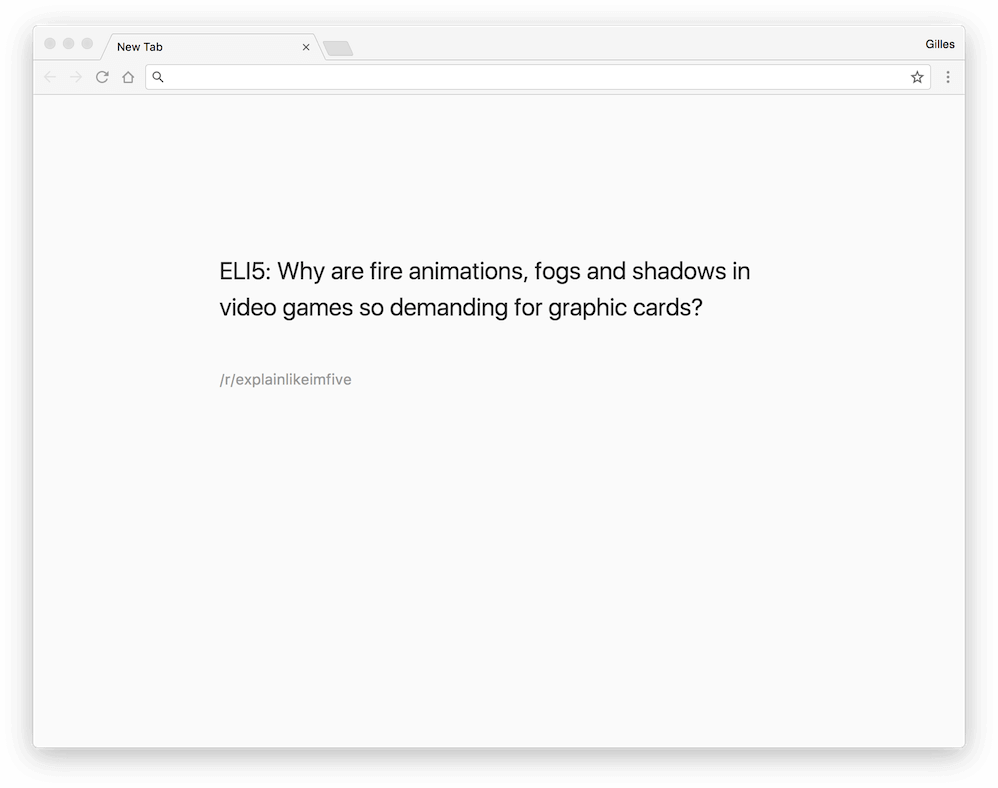 New Tab
Gilles
ELI5: Why are fire animations, fogs and shadows in
video games so demanding for graphic cards?
/r/explainlikeimfive